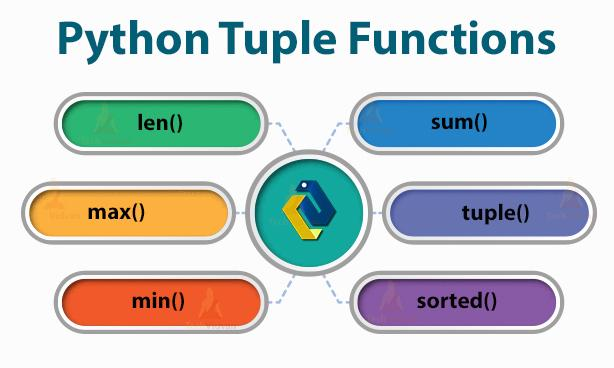 Python Tuple Functions
len()
sum()
max()
tuple()
min()
sorted()